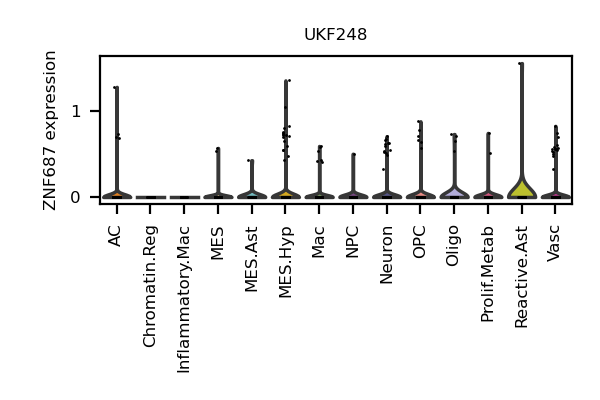 UKF248
ZNF687 expression
1
0
AC
Chromatin.Reg
Inflammatory.Mac
MES
MES.Ast
MES.Hyp
Mac
NPC
Neuron
OPC
Oligo
Prolif.Metab
Reactive.Ast
Vasc